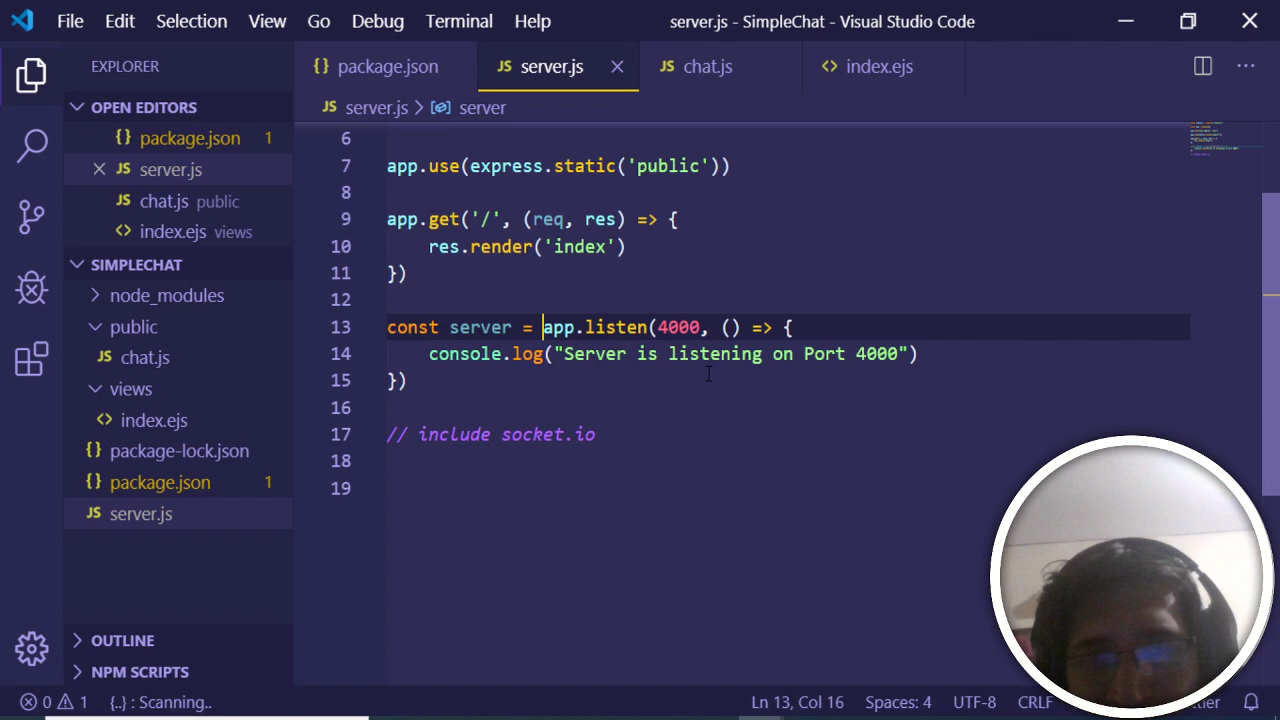 File Edit Selection View Go Debug Terminal Help server.js - SimpleChat - Visual Studio Code
EXPLORER
OPEN EDITORS
{} package.json 1
JS server.js
JS chat.js public
<> index.ejs views
SIMPLECHAT
node_modules
public
JS chat.js
views
<> index.ejs
{} package-lock.json
{} package.json 1
JS server.js
OUTLINE
NPM SCRIPTS
{} package.json JS server.js JS chat.js <> index.ejs
JS server.js > server
6
7 app.use(express.static('public'))
8
9 app.get('/', (req, res) => {
10 res.render('index')
11 })
12
13 const server = app.listen(4000, () => {
14 console.log("Server is listening on Port 4000")
15 })
16
17 // include socket.io
18
19
0 1 {..} : Scanning.. Ln 13, Col 16 Spaces: 4 UTF-8 CRLF